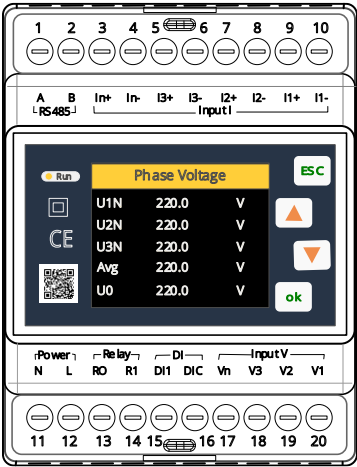 1 2 3 4 5 6 7 8 9 10
A B In+ In- I3+ I3- I2+ I2- I1+ I1-
RS485 Input I
Run
Phase Voltage
U1N 220.0 V
U2N 220.0 V
U3N 220.0 V
Avg 220.0 V
U0 220.0 V
CE
ESC
ok
Power Relay DI Input V
N L RO R1 DI1 DIC Vn V3 V2 V1
11 12 13 14 15 16 17 18 19 20